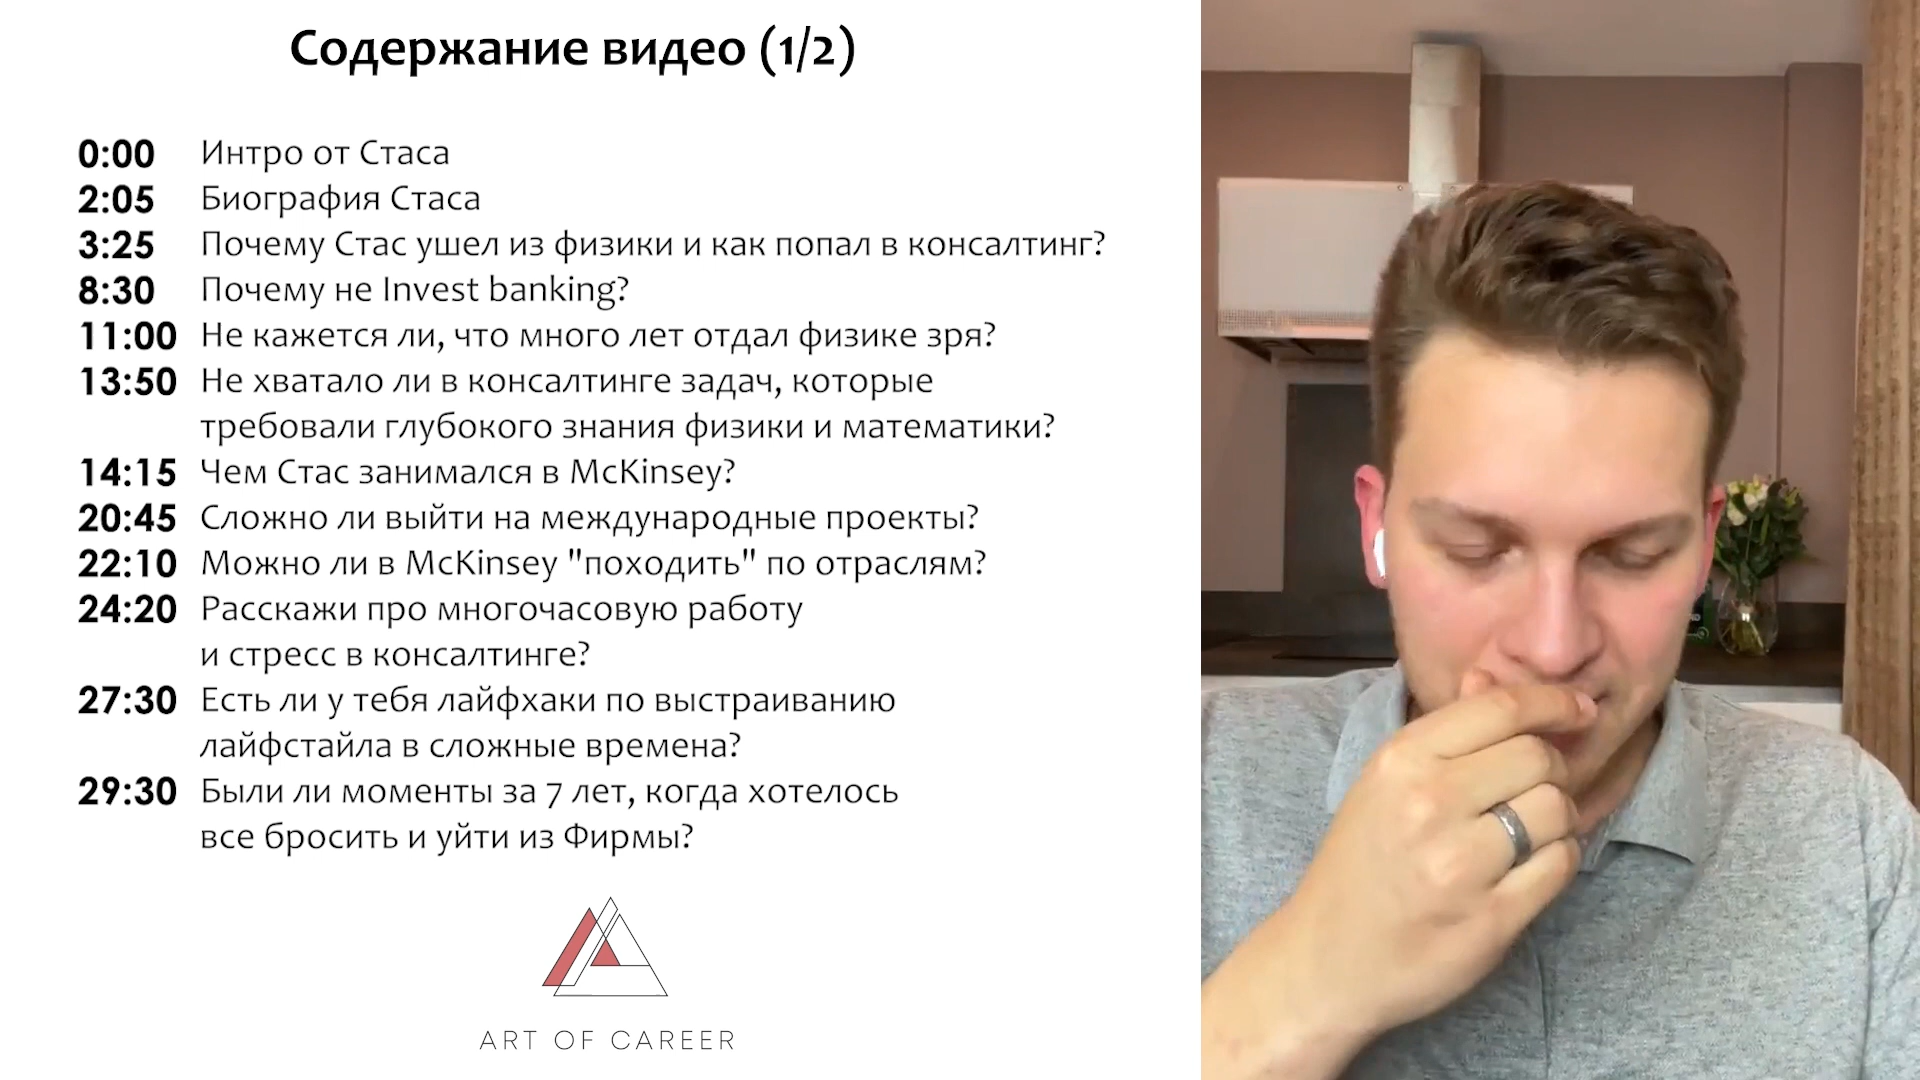 Содержание видео (1/2)
0:00 Интро от Стаса
2:05 Биография Стаса
3:25 Почему Стас ушел из физики и как попал в консалтинг?
8:30 Почему не Invest banking?
11:00 Не кажется ли, что много лет отдал физике зря?
13:50 Не хватало ли в консалтинге задач, которые
требовали глубокого знания физики и математики?
14:15 Чем Стас занимался в McKinsey?
20:45 Сложно ли выйти на международные проекты?
22:10 Можно ли в McKinsey "походить" по отраслям?
24:20 Расскажи про многочасовую работу
и стресс в консалтинге?
27:30 Есть ли у тебя лайфхаки по выстраиванию
лайфстайла в сложные времена?
29:30 Были ли моменты за 7 лет, когда хотелось
все бросить и уйти из Фирмы?
ART OF CAREER